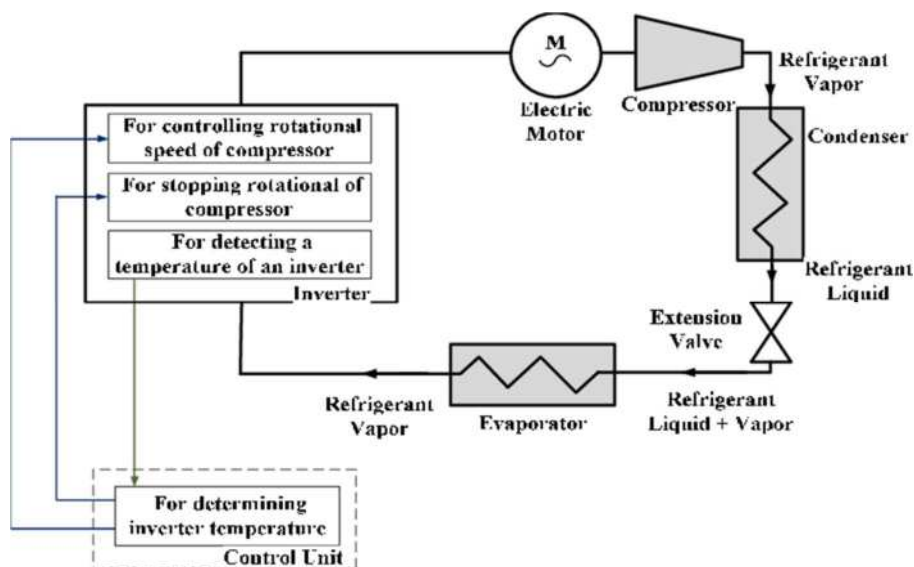 M
Electric
Motor
Compressor
Refrigerant
Vapor
Condenser
For controlling rotational
speed of compressor
For stopping rotational of
compressor
For detecting a
temperature of an inverter
Inverter
Refrigerant
Liquid
Extension
Valve
Refrigerant
Liquid + Vapor
Evaporator
Refrigerant
Vapor
For determining
inverter temperature
Control Unit